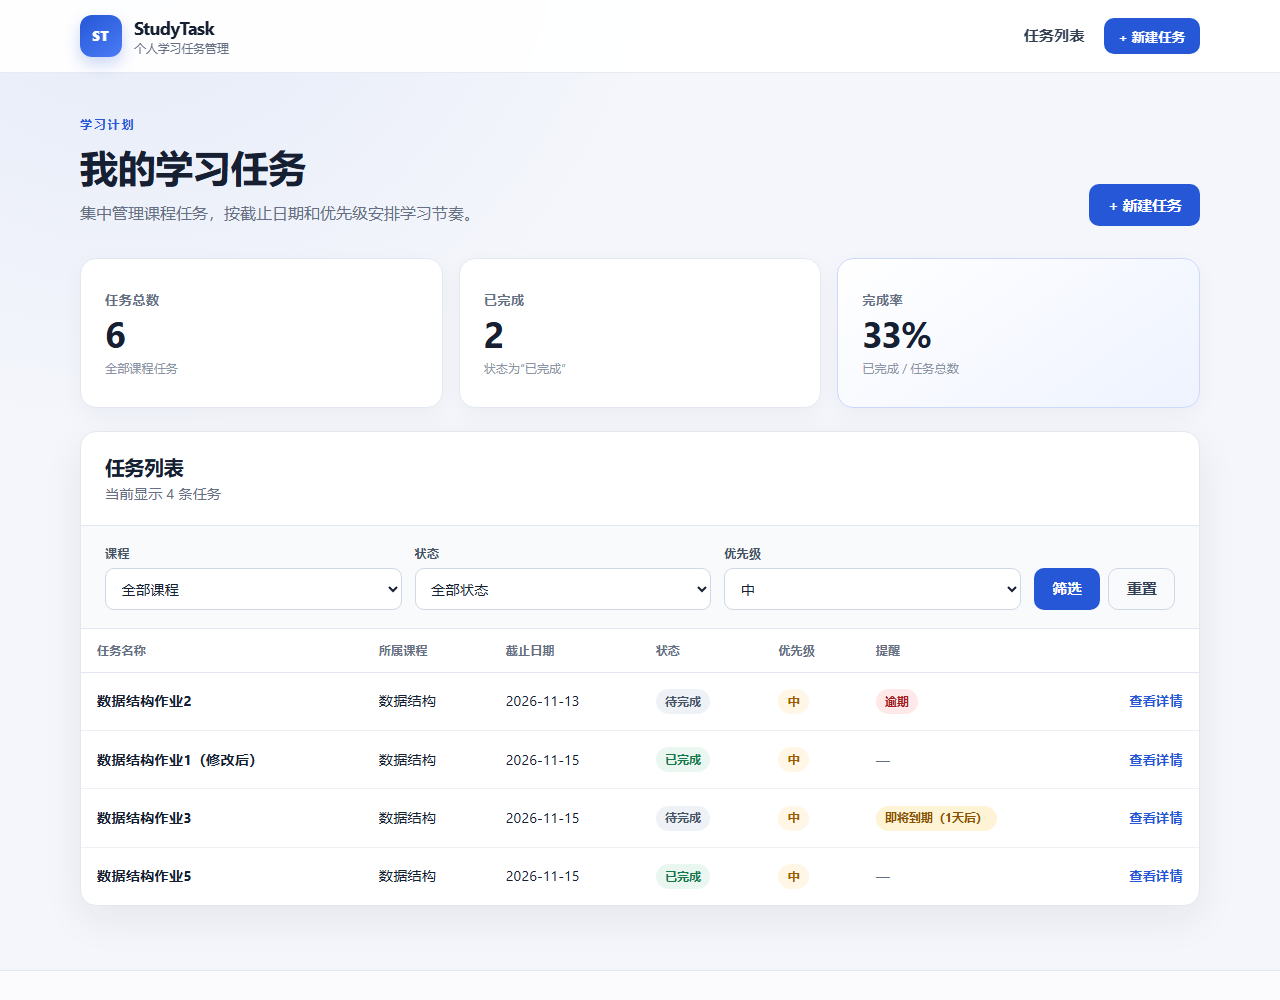 ST
StudyTask
个人学习任务管理
任务列表
+ 新建任务
学习计划
我的学习任务
集中管理课程任务，按截止日期和优先级安排学习节奏。
+ 新建任务
任务总数
6
全部课程任务
已完成
2
状态为“已完成”
完成率
33%
已完成 / 任务总数
任务列表
当前显示 4 条任务
课程 状态 优先级
全部课程 全部状态 中 筛选 重置
任务名称 所属课程 截止日期 状态 优先级 提醒
数据结构作业2 数据结构 2026-11-13 待完成 中 逾期 查看详情
数据结构作业1（修改后） 数据结构 2026-11-15 已完成 中 — 查看详情
数据结构作业3 数据结构 2026-11-15 待完成 中 即将到期（1天后） 查看详情
数据结构作业5 数据结构 2026-11-15 已完成 中 — 查看详情